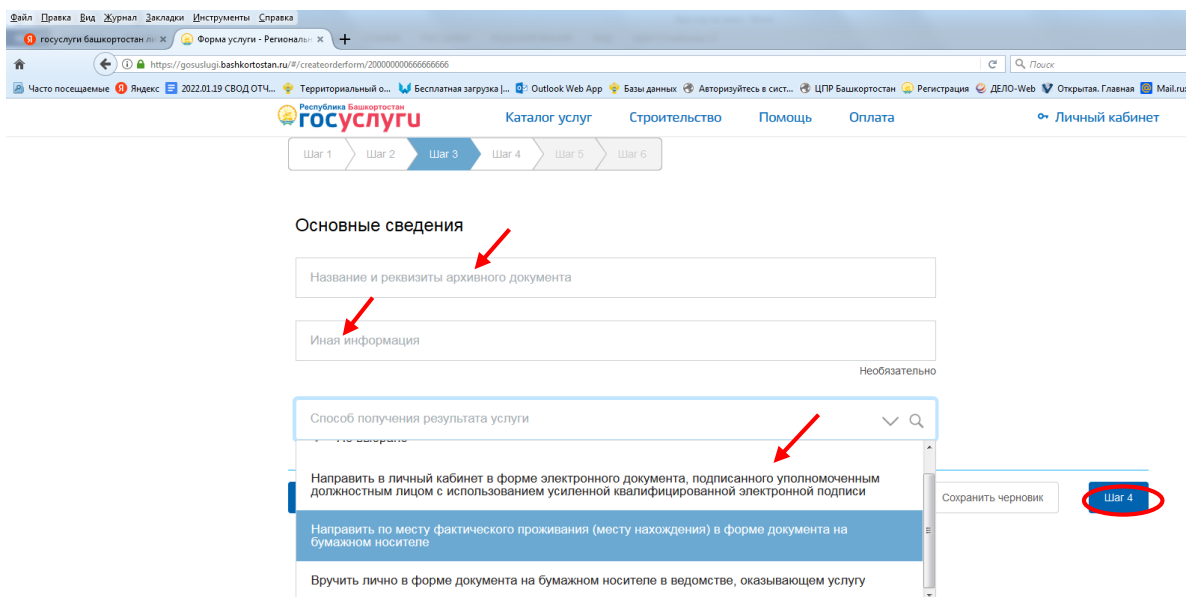 Файл Правка Вид Журнал Закладки Инструменты Справка
Я госуслуги башкортостан ли × Форма услуги - Региональн × +
https://gosuslugi.bashkortostan.ru/#/createorderform/200000000666666666
Поиск
Часто посещаемые Яндекс 2022.01.19 СВОД ОТЧ... Территориальный о... Бесплатная загрузка |... Outlook Web App Базы данных Авторизуйтесь в сист... ЦПР Башкортостан Регистрация ДЕЛО-Web Открытая. Главная Mail.ru:
Республика Башкортостан
госуслуги Каталог услуг Строительство Помощь Оплата Личный кабинет
Шаг 1 Шаг 2 Шаг 3 Шаг 4 Шаг 5 Шаг 6
Основные сведения
Название и реквизиты архивного документа
Иная информация
Необязательно
Способ получения результата услуги
Не выбрано
Направить в личный кабинет в форме электронного документа, подписанного уполномоченным
должностным лицом с использованием усиленной квалифицированной электронной подписи
Сохранить черновик Шаг 4
Направить по месту фактического проживания (месту нахождения) в форме документа на
бумажном носителе
Вручить лично в форме документа на бумажном носителе в ведомстве, оказывающем услугу